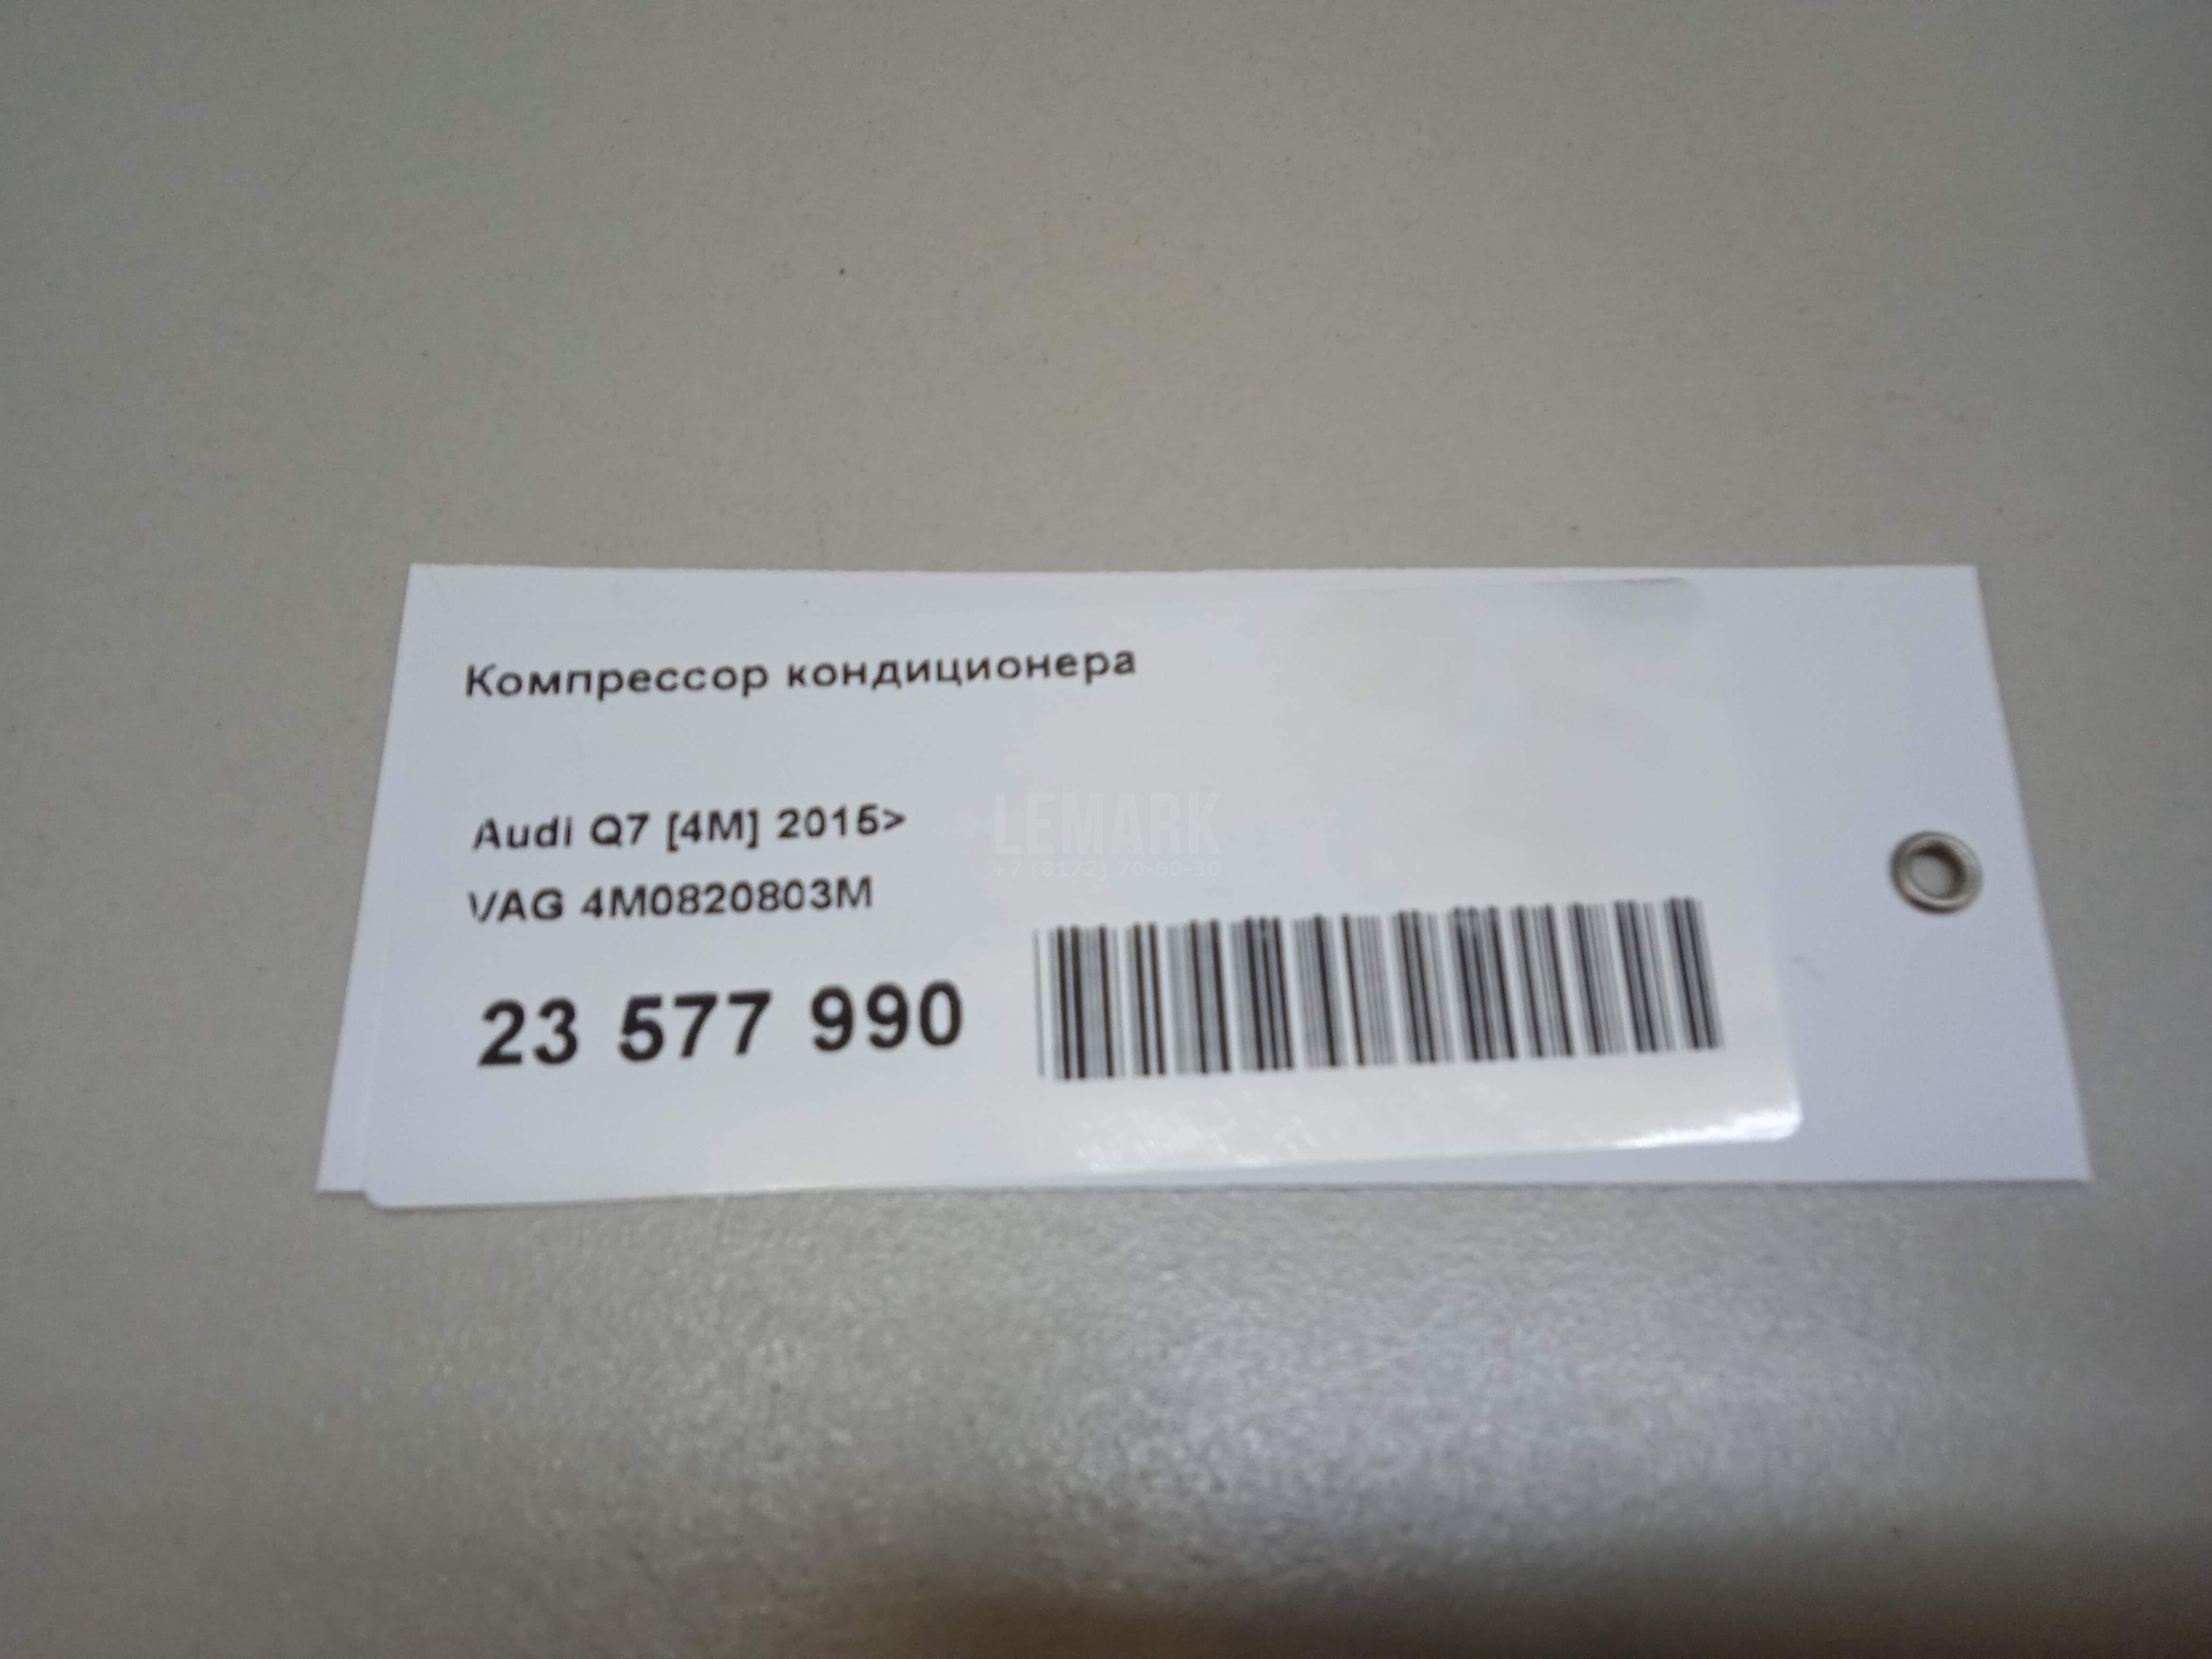 Компрессор кондиционера
Audi Q7 [4M] 2015>
LEMARK
+7 (8172) 70-60-30
VAG 4M0820803M
23 577 990